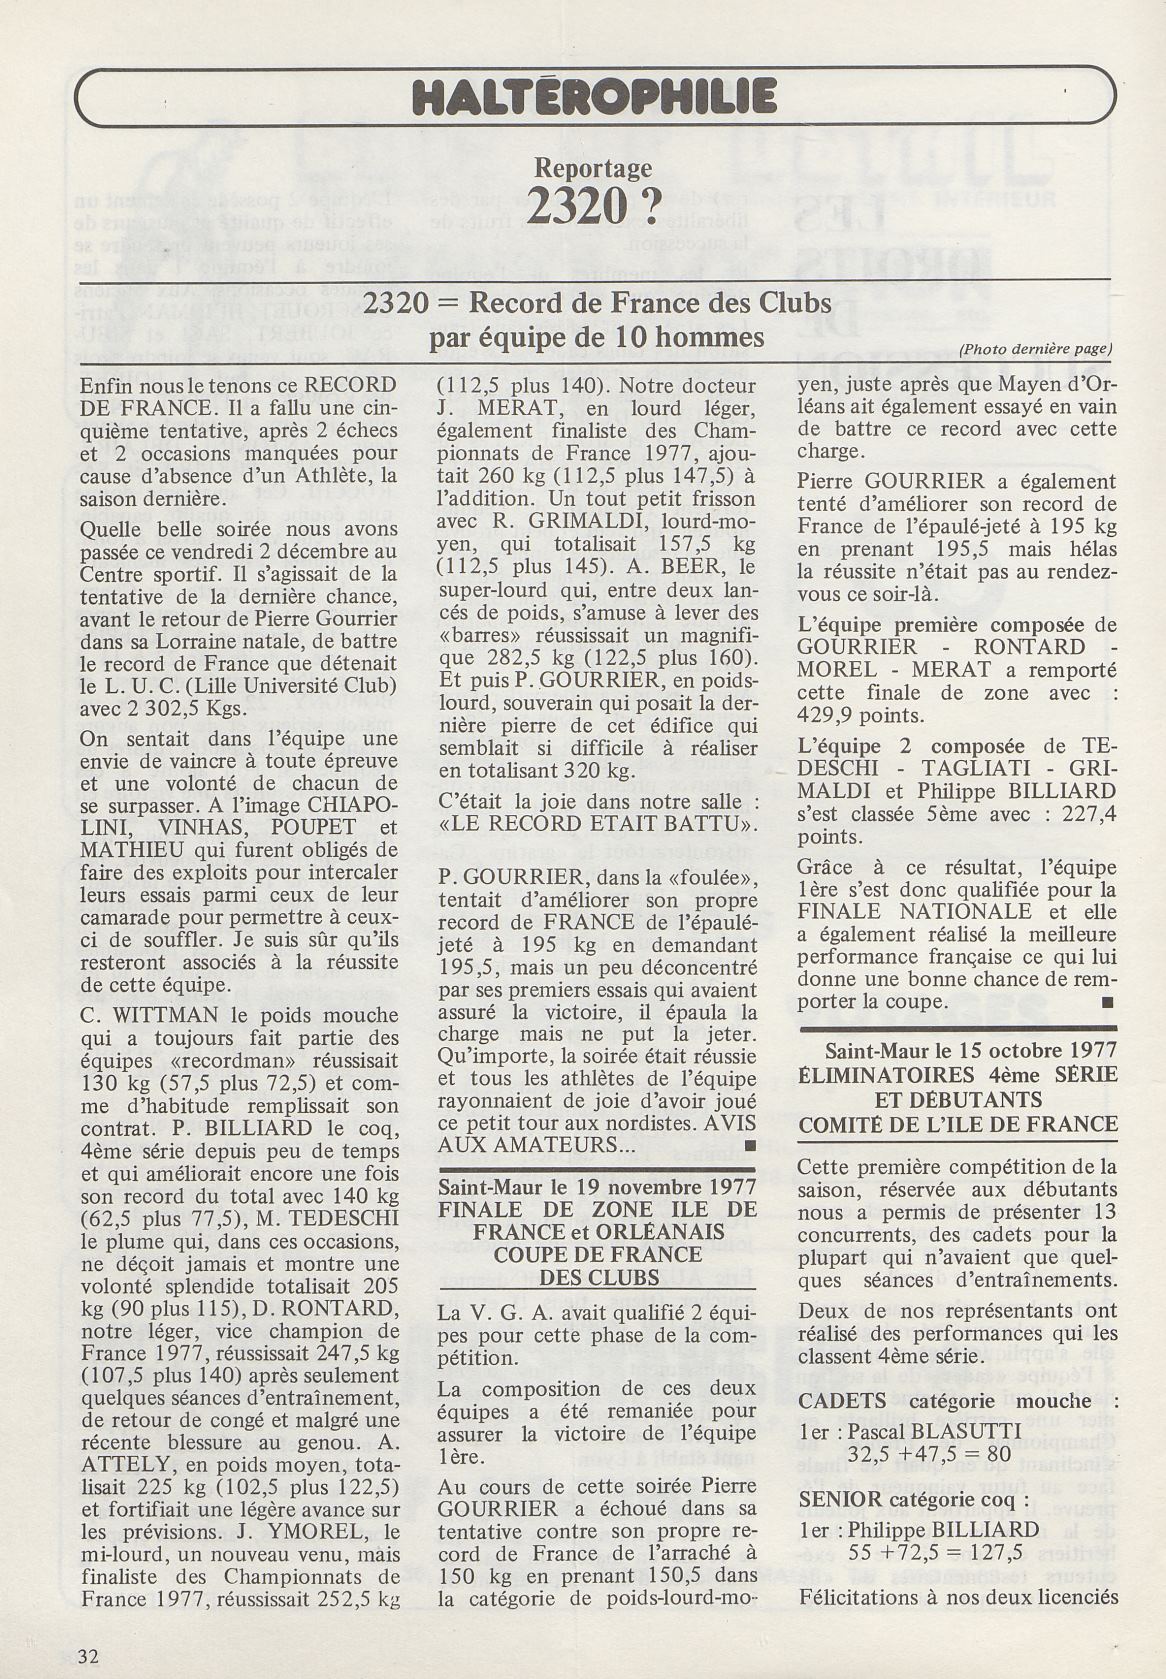 HALTÉROPHILIE
Reportage
2320 ?
2320 = Record de France des Clubs
par équipe de 10 hommes
(Photo dernière page)
Enfin nous le tenons ce RECORD
DE FRANCE. Il a fallu une cin-
quième tentative, après 2 échecs
et 2 occasions manquées pour
cause d'absence d'un Athlète, la
saison dernière.
Quelle belle soirée nous avons
passée ce vendredi 2 décembre au
Centre sportif. Il s'agissait de la
tentative de la dernière chance,
avant le retour de Pierre Gourrier
dans sa Lorraine natale, de battre
le record de France que détenait
le L. U. C. (Lille Université Club)
avec 2 302,5 Kgs.
On sentait dans l'équipe une
envie de vaincre à toute épreuve
et une volonté de chacun de
se surpasser. A l'image CHIAPO-
LINI, VINHAS, POUPET et
MATHIEU qui furent obligés de
faire des exploits pour intercaler
leurs essais parmi ceux de leur
camarade pour permettre à ceux-
ci de souffler. Je suis sûr qu'ils
resteront associés à la réussite
de cette équipe.
C. WITTMAN le poids mouche
qui a toujours fait partie des
équipes «recordman» réussisait
130 kg (57,5 plus 72,5) et com-
me d'habitude remplissait son
contrat. P. BILLIARD le coq,
4ème série depuis peu de temps
et qui améliorait encore une fois
son record du total avec 140 kg
(62,5 plus 77,5), M. TEDESCHI
le plume qui, dans ces occasions,
ne déçoit jamais et montre une
volonté splendide totalisait 205
kg (90 plus 115), D. RONTARD,
notre léger, vice champion de
France 1977, réussissait 247,5 kg
(107,5 plus 140) après seulement
quelques séances d'entraînement,
de retour de congé et malgré une
récente blessure au genou. A.
ATTELY, en poids moyen, tota-
lisait 225 kg (102,5 plus 122,5)
et fortifiait une légère avance sur
les prévisions. J. YMOREL, le
mi-lourd, un nouveau venu, mais
finaliste des Championnats de
France 1977, réussissait 252,5 kg
(112,5 plus 140). Notre docteur
J. MERAT, en lourd léger,
également finaliste des Cham-
pionnats de France 1977, ajou-
tait 260 kg (112,5 plus 147,5) à
l'addition. Un tout petit frisson
avec R. GRIMALDI, lourd-mo-
yen, qui totalisait 157,5 kg
(112,5 plus 145). A. BEER, le
super-lourd qui, entre deux lan-
cés de poids, s'amuse à lever des
«barres» réussissait un magnifi-
que 282,5 kg (122,5 plus 160).
Et puis P. GOURRIER, en poids-
lourd, souverain qui posait la der-
nière pierre de cet édifice qui
semblait si difficile à réaliser
en totalisant 320 kg.
C'était la joie dans notre salle :
«LE RECORD ETAIT BATTU».
P. GOURRIER, dans la «foulée»,
tentait d'améliorer son propre
record de FRANCE de l'épaulé-
jeté à 195 kg en demandant
195,5, mais un peu déconcentré
par ses premiers essais qui avaient
assuré la victoire, il épaula la
charge mais ne put la jeter.
Qu'importe, la soirée était réussie
et tous les athlètes de l'équipe
rayonnaient de joie d'avoir joué
ce petit tour aux nordistes. AVIS
AUX AMATEURS... ■
Saint-Maur le 19 novembre 1977
FINALE DE ZONE ILE DE
FRANCE et ORLÉANAIS
COUPE DE FRANCE
DES CLUBS
La V. G. A. avait qualifié 2 équi-
pes pour cette phase de la com-
pétition.
La composition de ces deux
équipes a été remaniée pour
assurer la victoire de l'équipe
1ère.
Au cours de cette soirée Pierre
GOURRIER a échoué dans sa
tentative contre son propre re-
cord de France de l'arraché à
150 kg en prenant 150,5 dans
la catégorie de poids-lourd-mo-
yen, juste après que Mayen d'Or-
léans ait également essayé en vain
de battre ce record avec cette
charge.
Pierre GOURRIER a également
tenté d'améliorer son record de
France de l'épaulé-jeté à 195 kg
en prenant 195,5 mais hélas
la réussite n'était pas au rendez-
vous ce soir-là.
L'équipe première composée de
GOURRIER - RONTARD -
MOREL - MERAT a remporté
cette finale de zone avec :
429,9 points.
L'équipe 2 composée de TE-
DESCHI - TAGLIATI - GRI-
MALDI et Philippe BILLIARD
s'est classée 5ème avec : 227,4
points.
Grâce à ce résultat, l'équipe
1ère s'est donc qualifiée pour la
FINALE NATIONALE et elle
a également réalisé la meilleure
performance française ce qui lui
donne une bonne chance de rem-
porter la coupe. ■
Saint-Maur le 15 octobre 1977
ÉLIMINATOIRES 4ème SÉRIE
ET DÉBUTANTS
COMITÉ DE L'ILE DE FRANCE
Cette première compétition de la
saison, réservée aux débutants
nous a permis de présenter 13
concurrents, des cadets pour la
plupart qui n'avaient que quel-
ques séances d'entraînements.
Deux de nos représentants ont
réalisé des performances qui les
classent 4ème série.
CADETS catégorie mouche :
1er : Pascal BLASUTTI
32,5 +47,5 = 80
SENIOR catégorie coq :
1er : Philippe BILLIARD
55 +72,5 = 127,5
Félicitations à nos deux licenciés
32